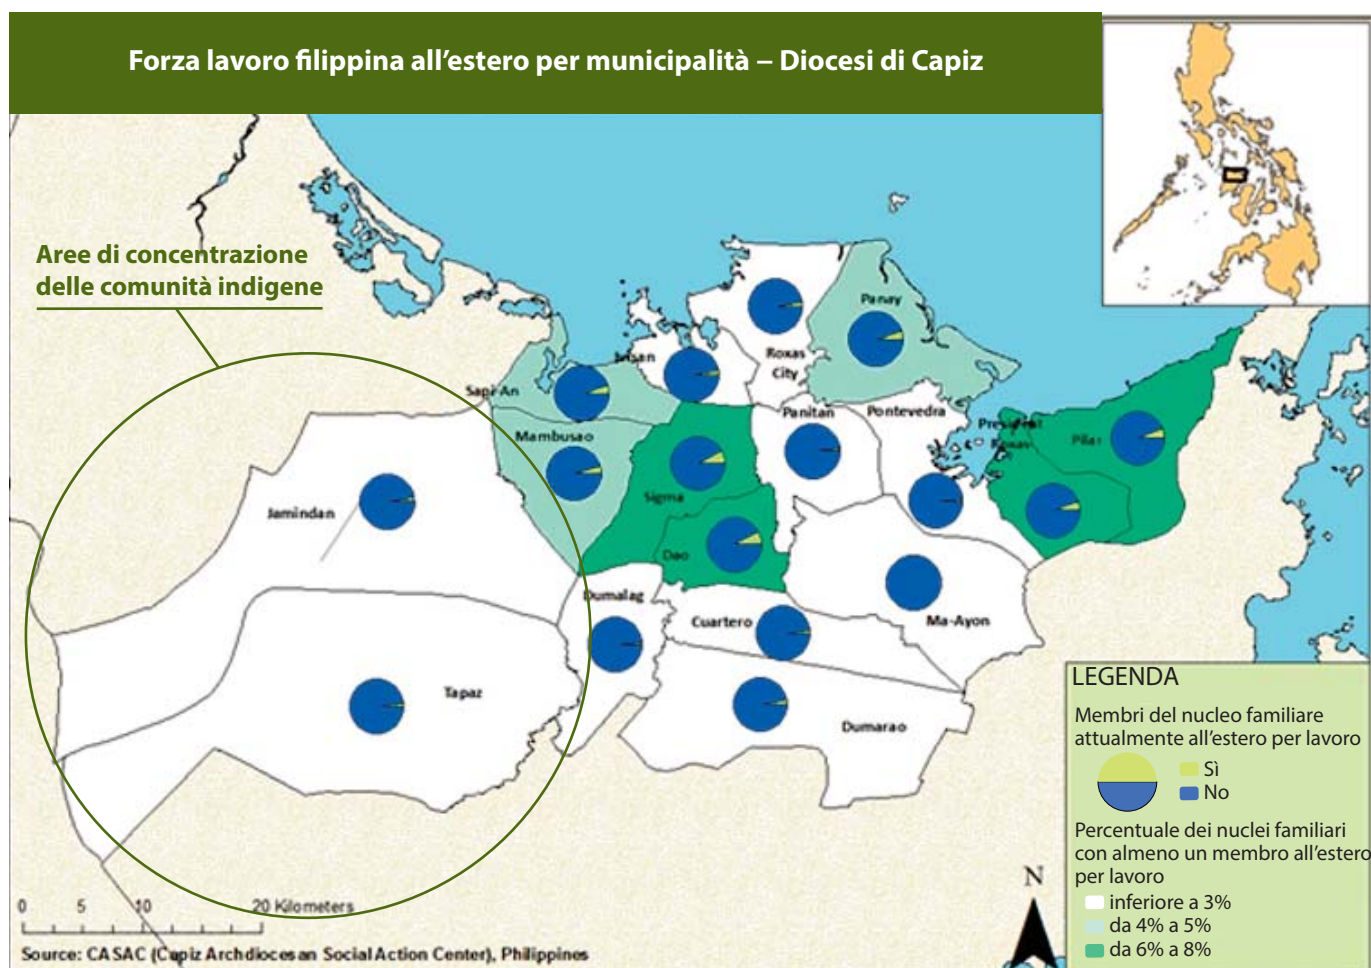 Forza lavoro filippina all'estero per municipalità – Diocesi di Capiz
Aree di concentrazione
delle comunità indigene
Panay
Roxas
City
Ivisan
Sapi-An
Panitan
Pontevedra
Mambusao
President
Roxas
Pilar
Sigma
Jamindan
Dao
Dumalag
Cuartero
Ma-Ayon
Tapaz
Dumarao
LEGENDA
Membri del nucleo familiare
attualmente all'estero per lavoro
Sì
No
Percentuale dei nuclei familiari
con almeno un membro all'estero
per lavoro
inferiore a 3%
da 4% a 5%
da 6% a 8%
N
0 5 10 20 Kilometers
Source: CASAC (Capiz Archdiocesan Social Action Center), Philippines